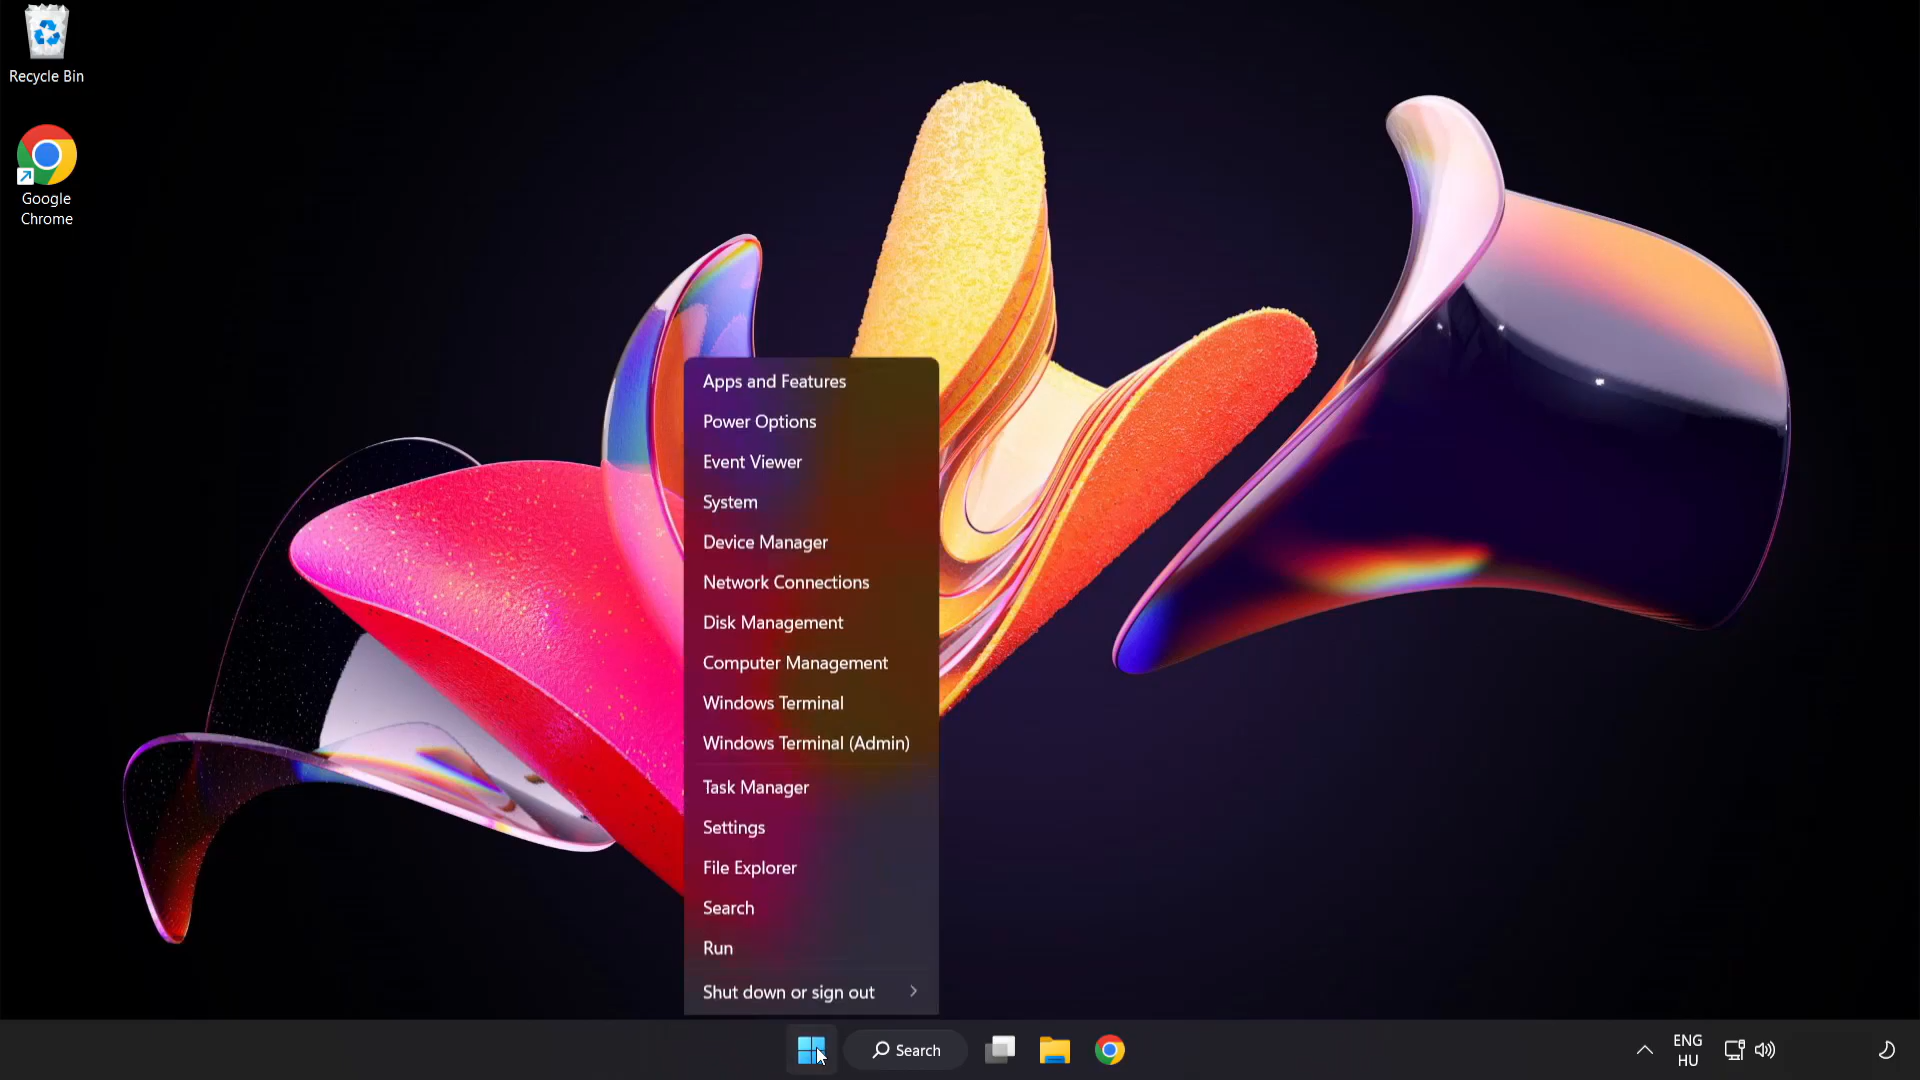 Recycle Bin
Google
Chrome
Apps and Features
Power Options
Event Viewer
System
Device Manager
Network Connections
Disk Management
Computer Management
Windows Terminal
Windows Terminal (Admin)
Task Manager
Settings
File Explorer
Search
Run
Shut down or sign out
Search
ENG
HU